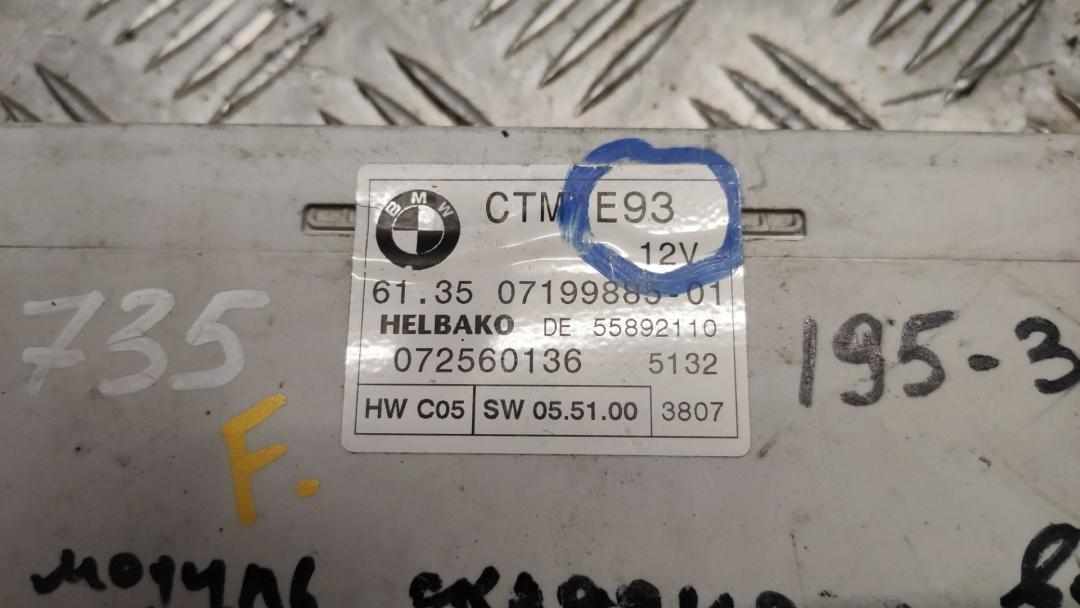 BMW
CTM E93
12V
61.35 07199885-01
HELBAKO DE 55892110
072560136 5132
HW C05 SW 05.51.00 3807
735
F.
195-3
модуль